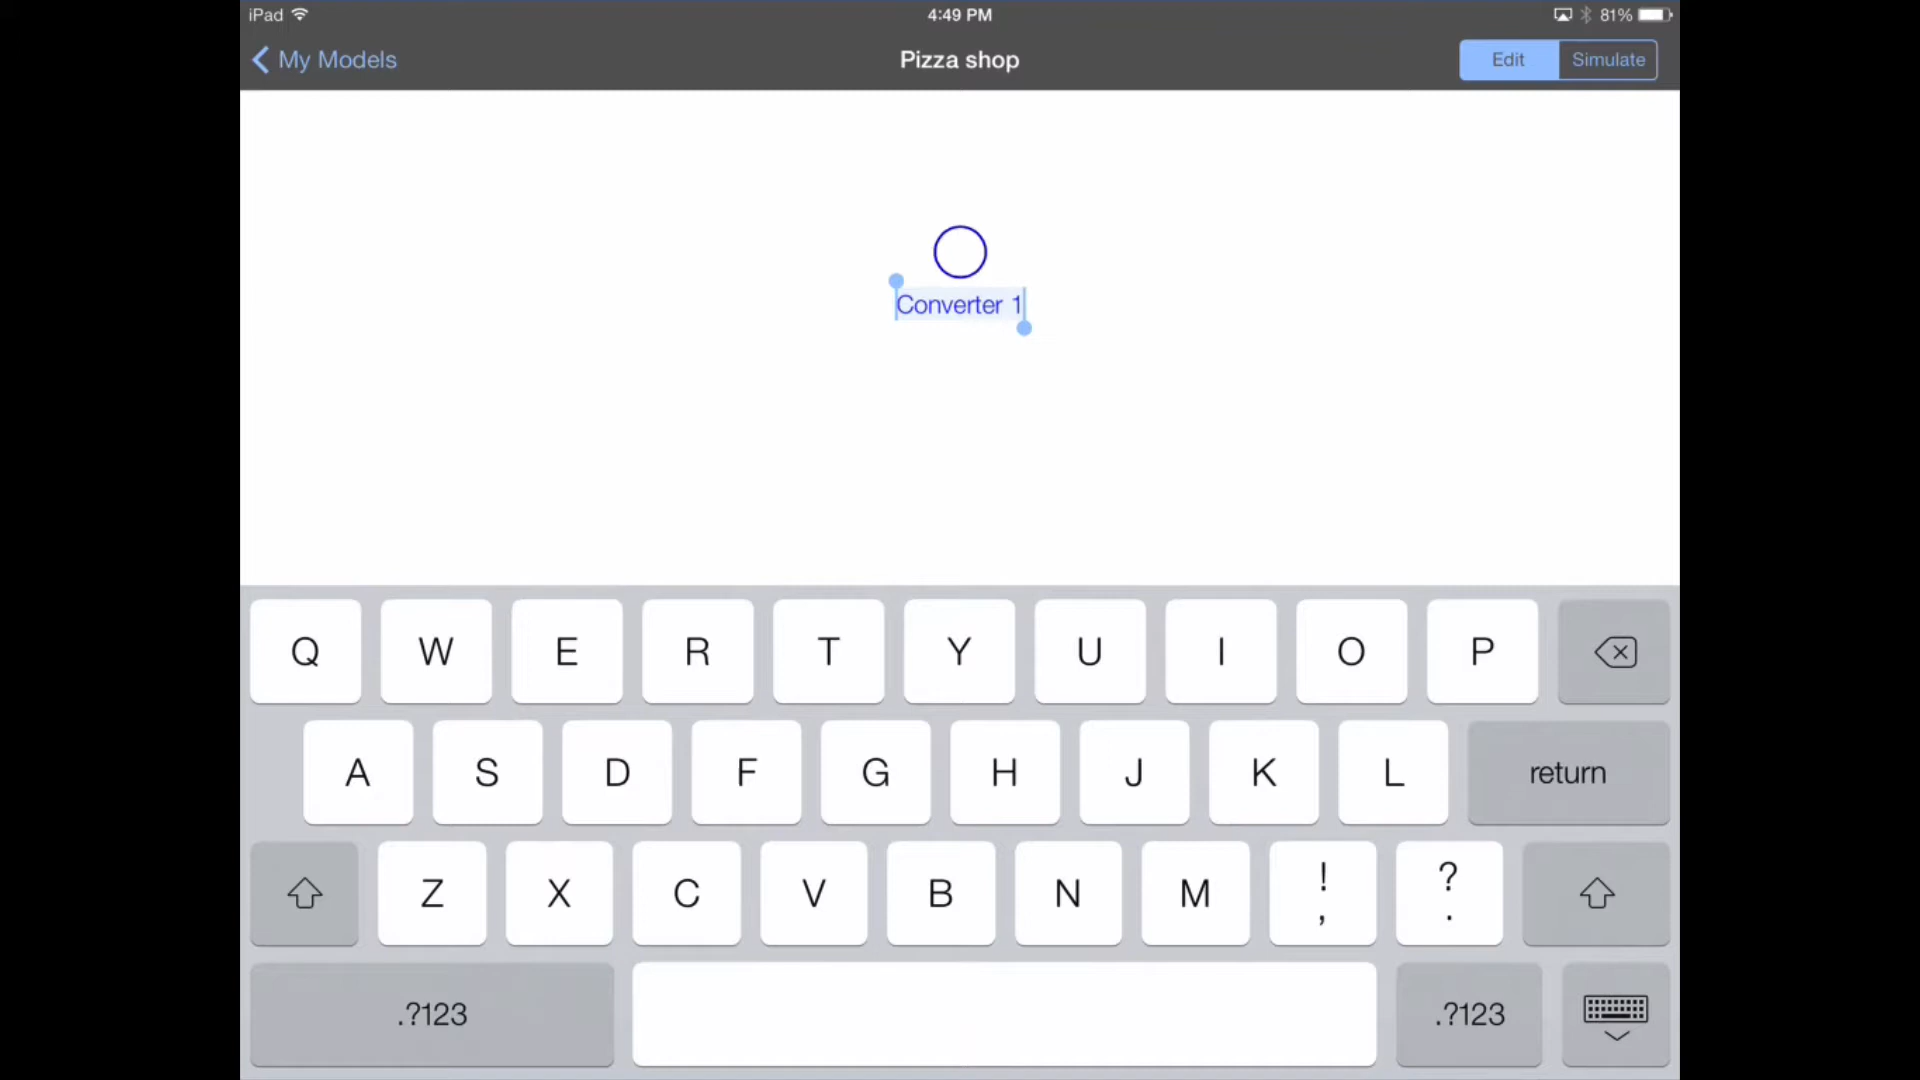 iPad 4:49 PM 81%
My Models Pizza shop Edit Simulate
Converter 1
Q W E R T Y U I O P
A S D F G H J K L return
Z X C V B N M ! , ? .
.?123 .?123